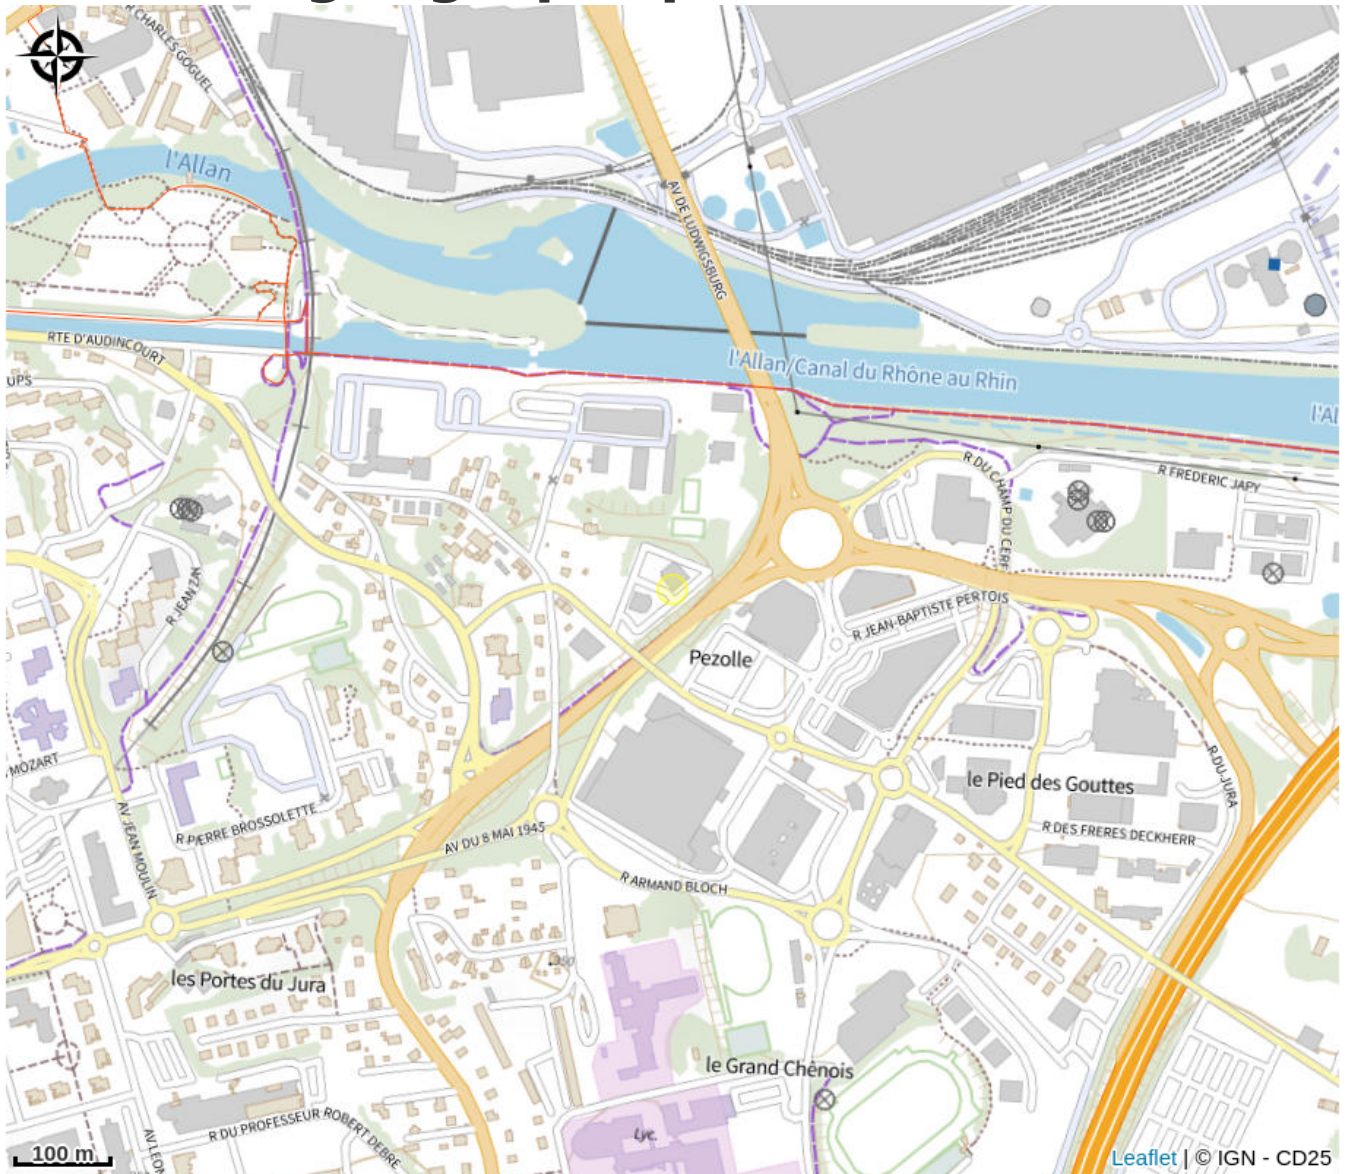 R CHARLES GOGUEL
l'Allan
AV DE LUDWIGSBURG
RTE D'AUDINCOURT
UPS
l'Allan/Canal du Rhône au Rhin
l'Al
R DU CHAMP DU CERF
R FREDERIC JAPY
R JEAN ZAY
R JEAN-BAPTISTE PERTOIS
Pezolle
MOZART
le Pied des Gouttes
R DU JURA
R PIERRE BROSSOLETTE
AV JEAN MOULIN
AV DU 8 MAI 1945
R DES FRERES DECKHERR
R ARMAND BLOCH
350
les Portes du Jura
le Grand Chênois
R DU PROFESSEUR ROBERT DEBRE
AV LEON
Lyc.
100 m
Leaflet | © IGN - CD25